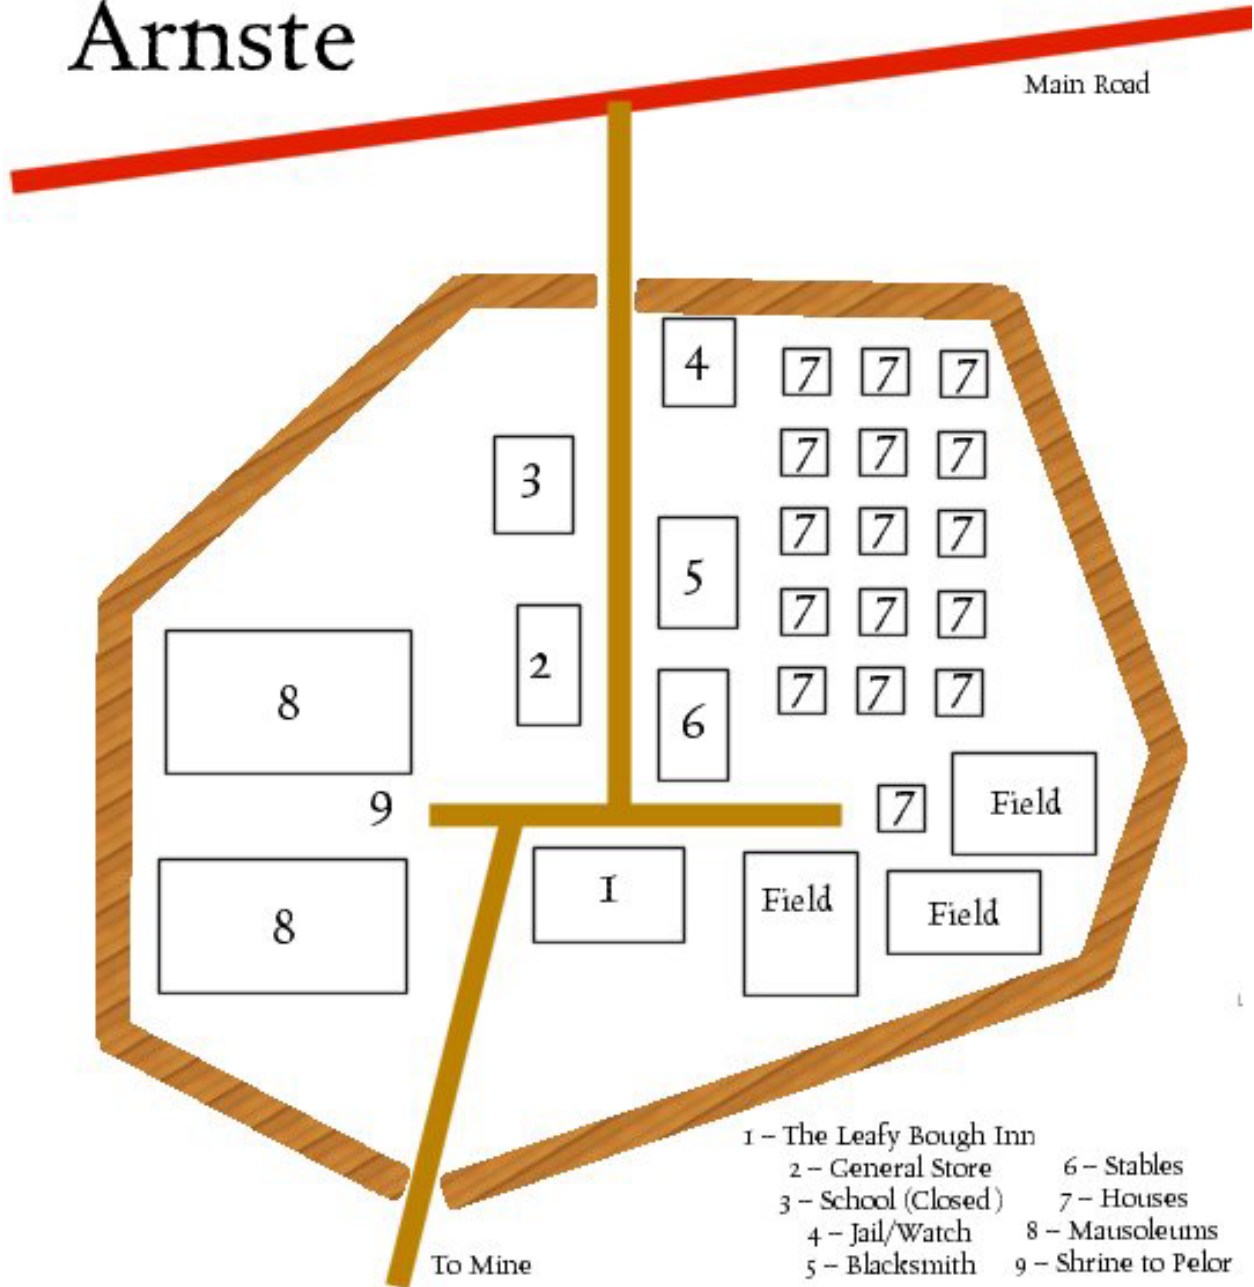 Arnste
Main Road
4
7 7 7
3
7 7 7
5
7 7 7
2
7 7 7
8
6
7 7 7
9
7
Field
1
Field
Field
8
1 – The Leafy Bough Inn
2 – General Store
6 – Stables
3 – School (Closed)
7 – Houses
4 – Jail/Watch
8 – Mausoleums
5 – Blacksmith
9 – Shrine to Pelor
To Mine